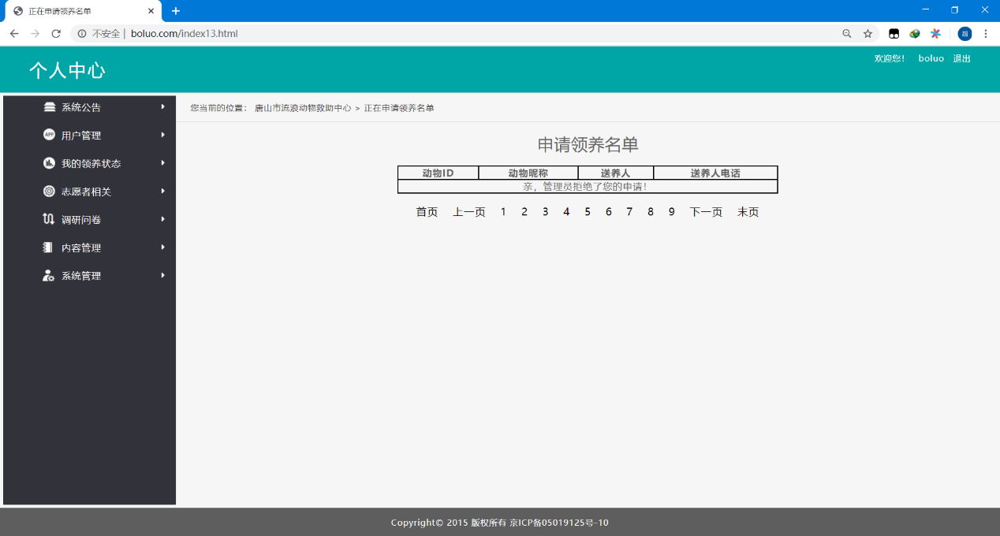 正在申请领养名单
不安全 | boluo.com/index13.html
超
个人中心
欢迎您! boluo 退出
系统公告
APP 用户管理
我的领养状态
志愿者相关
调研问卷
内容管理
系统管理
您当前的位置: 唐山市流浪动物救助中心 > 正在申请领养名单
申请领养名单
动物ID 动物昵称 送养人 送养人电话
亲，管理员拒绝了您的申请!
首页 上一页 1 2 3 4 5 6 7 8 9 下一页 末页
Copyright© 2015 版权所有 京ICP备05019125号-10